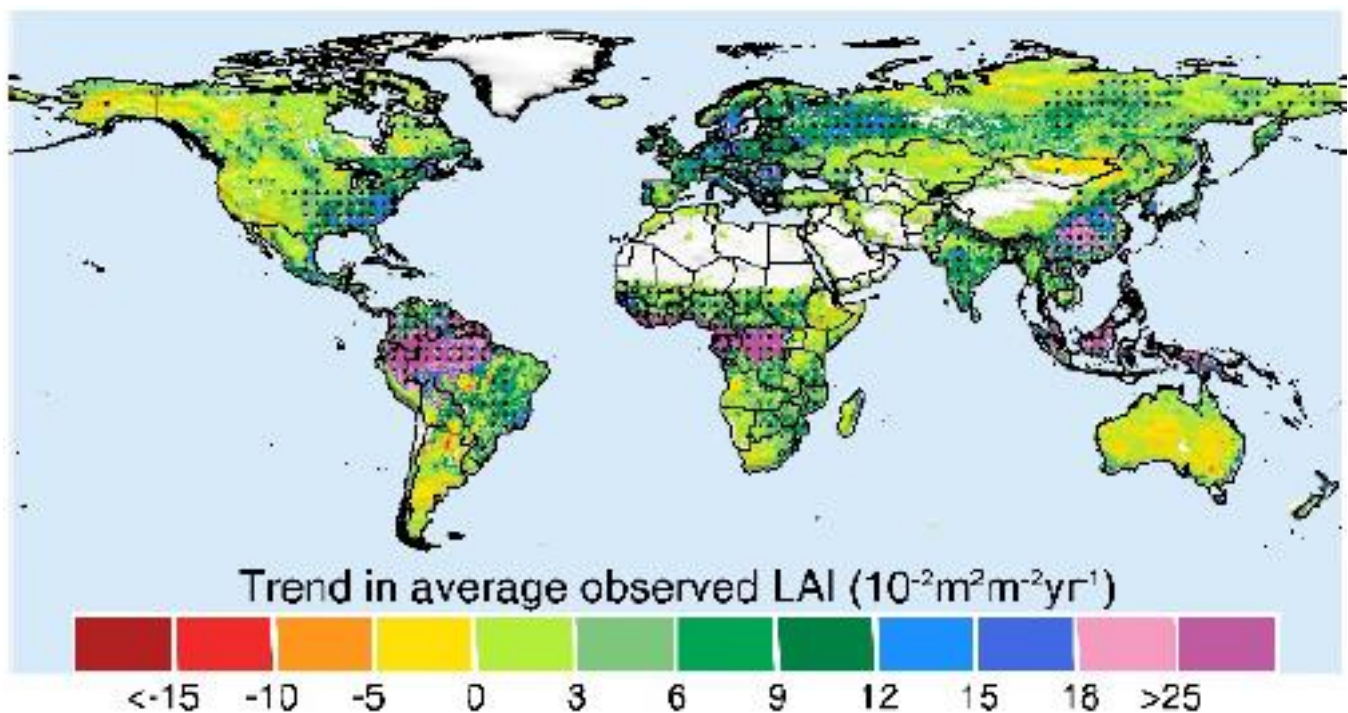 Trend in average observed LAI (10⁻²m²m⁻²yr⁻¹)
<-15 -10 -5 0 3 6 9 12 15 16 >25